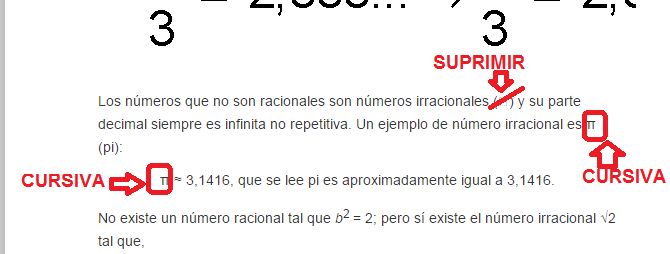 3 3
SUPRIMIR
Los números que no son racionales son números irracionales ( ) y su parte
decimal siempre es infinita no repetitiva. Un ejemplo de número irracional es π
(pi):
CURSIVA
CURSIVA π ≈ 3,1416, que se lee pi es aproximadamente igual a 3,1416.
No existe un número racional tal que b² = 2; pero sí existe el número irracional √2
tal que,